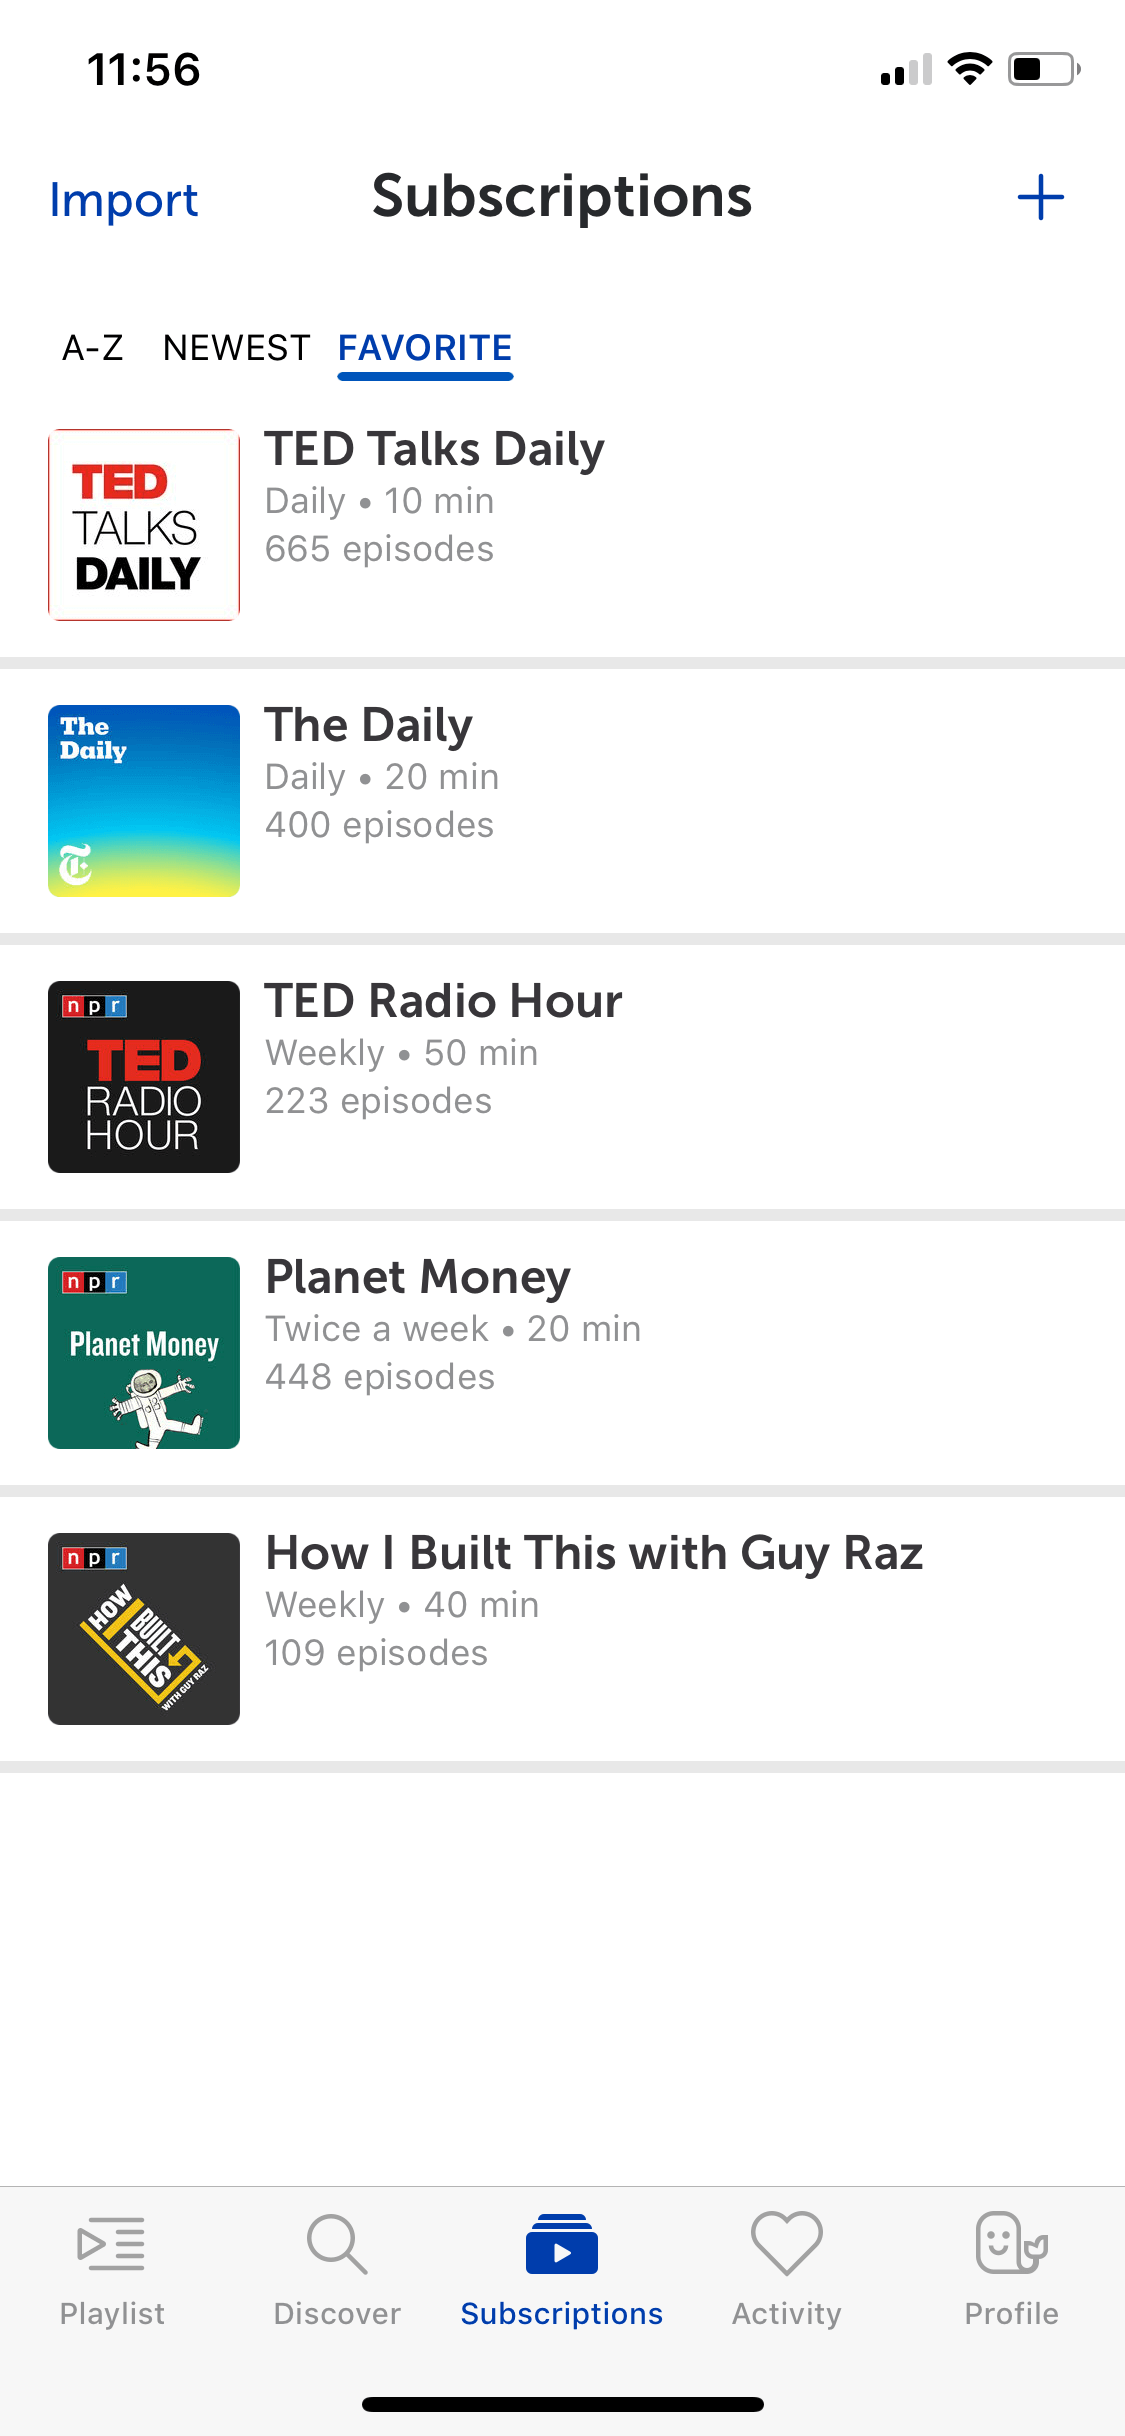 11:56
Import
Subscriptions
A-Z NEWEST FAVORITE
TED
TALKS
DAILY
TED Talks Daily
Daily • 10 min
665 episodes
The
Daily
T
The Daily
Daily • 20 min
400 episodes
npr
TED
RADIO
HOUR
TED Radio Hour
Weekly • 50 min
223 episodes
npr
Planet Money
Planet Money
Twice a week • 20 min
448 episodes
npr
HOW
I BUILT
THIS
WITH GUY RAZ
How I Built This with Guy Raz
Weekly • 40 min
109 episodes
Playlist Discover Subscriptions Activity Profile